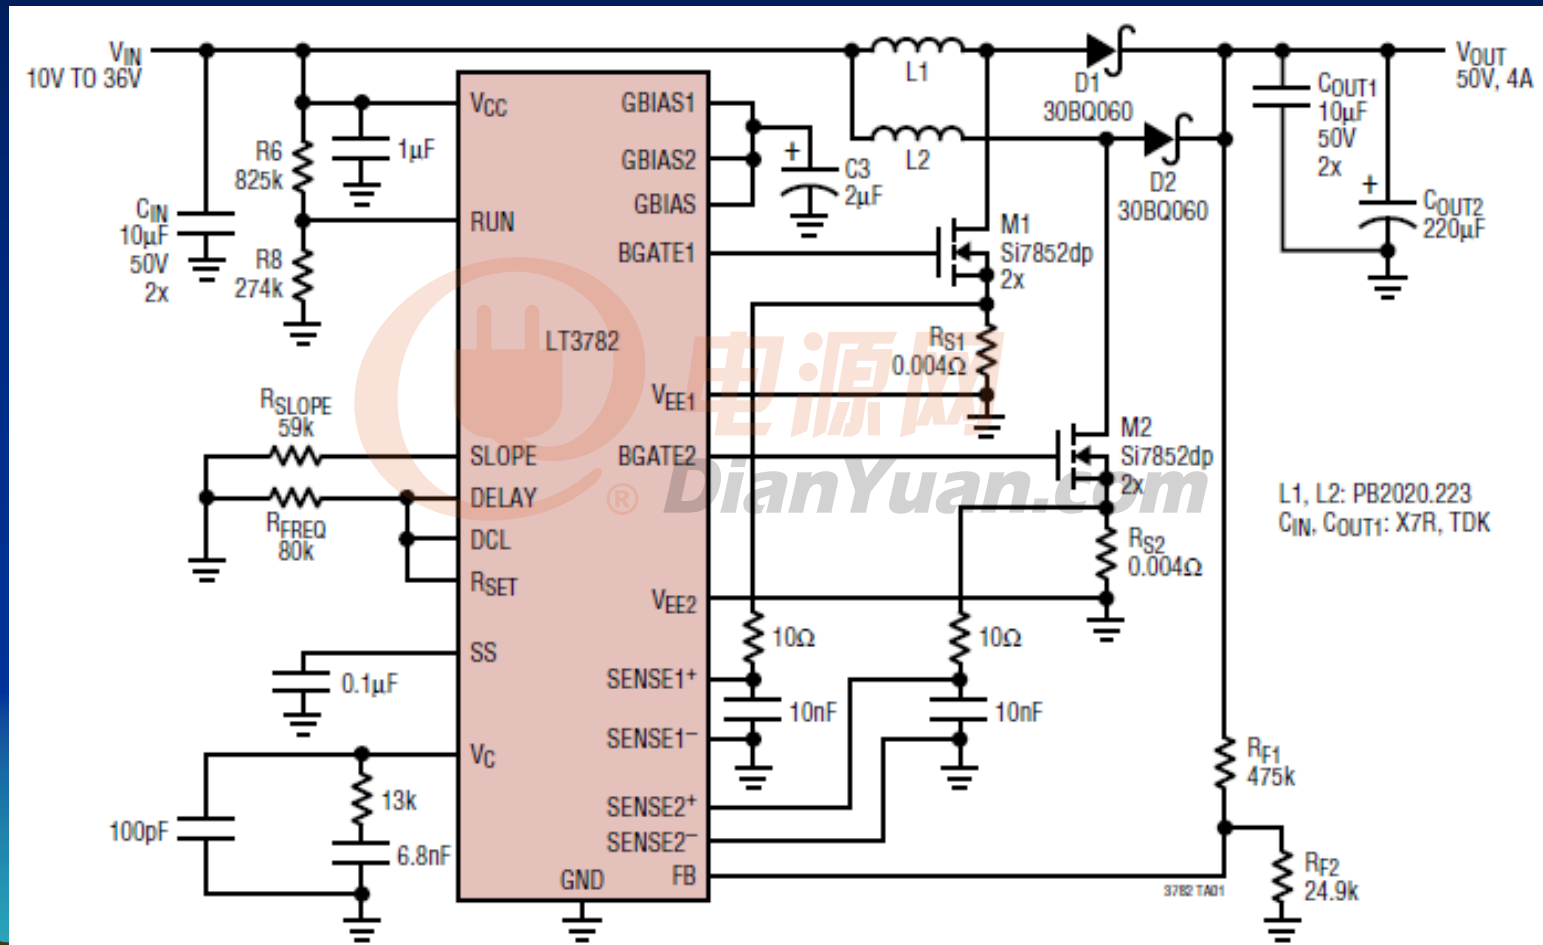 VIN
10V TO 36V
CIN
10µF
50V
2x
R6
825k
R8
274k
1µF
RSLOPE
59k
RFREQ
80k
0.1µF
100pF
13k
6.8nF
VCC
RUN
LT3782
SLOPE
DELAY
DCL
RSET
SS
VC
GND
GBIAS1
GBIAS2
GBIAS
BGATE1
VEE1
BGATE2
VEE2
SENSE1+
SENSE1–
SENSE2+
SENSE2–
FB
+
C3
2µF
L1
L2
D1
30BQ060
D2
30BQ060
M1
Si7852dp
2x
RS1
0.004Ω
M2
Si7852dp
2x
RS2
0.004Ω
10Ω
10nF
10Ω
10nF
VOUT
50V, 4A
COUT1
10µF
50V
2x
+
COUT2
220µF
L1, L2: PB2020.223
CIN, COUT1: X7R, TDK
RF1
475k
RF2
24.9k
3782 TA01
电源网
® DianYuan.com